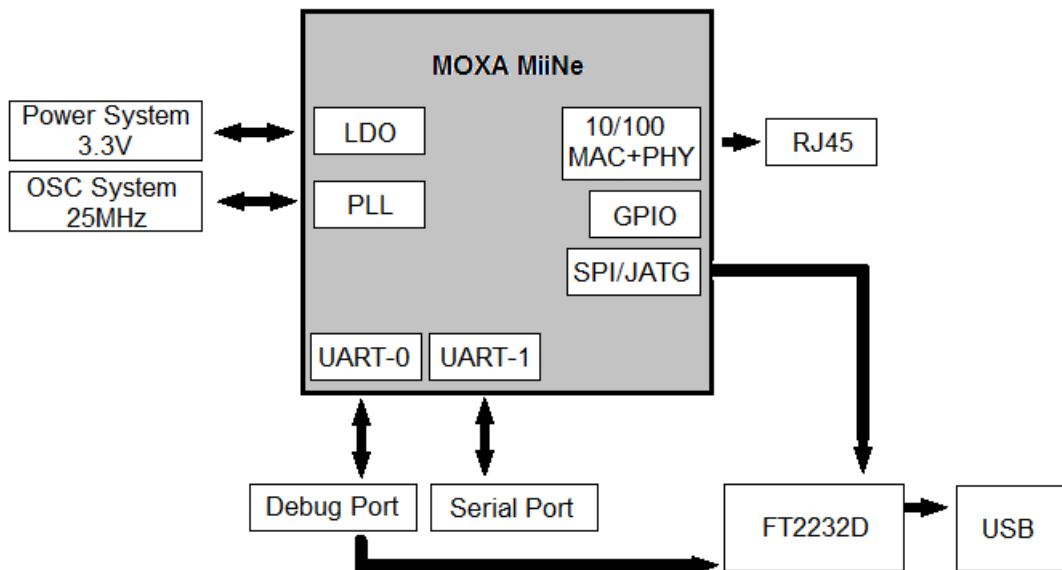 MOXA MiiNe
Power System
3.3V
LDO
10/100
MAC+PHY
RJ45
OSC System
25MHz
PLL
GPIO
SPI/JATG
UART-0
UART-1
Debug Port
Serial Port
FT2232D
USB